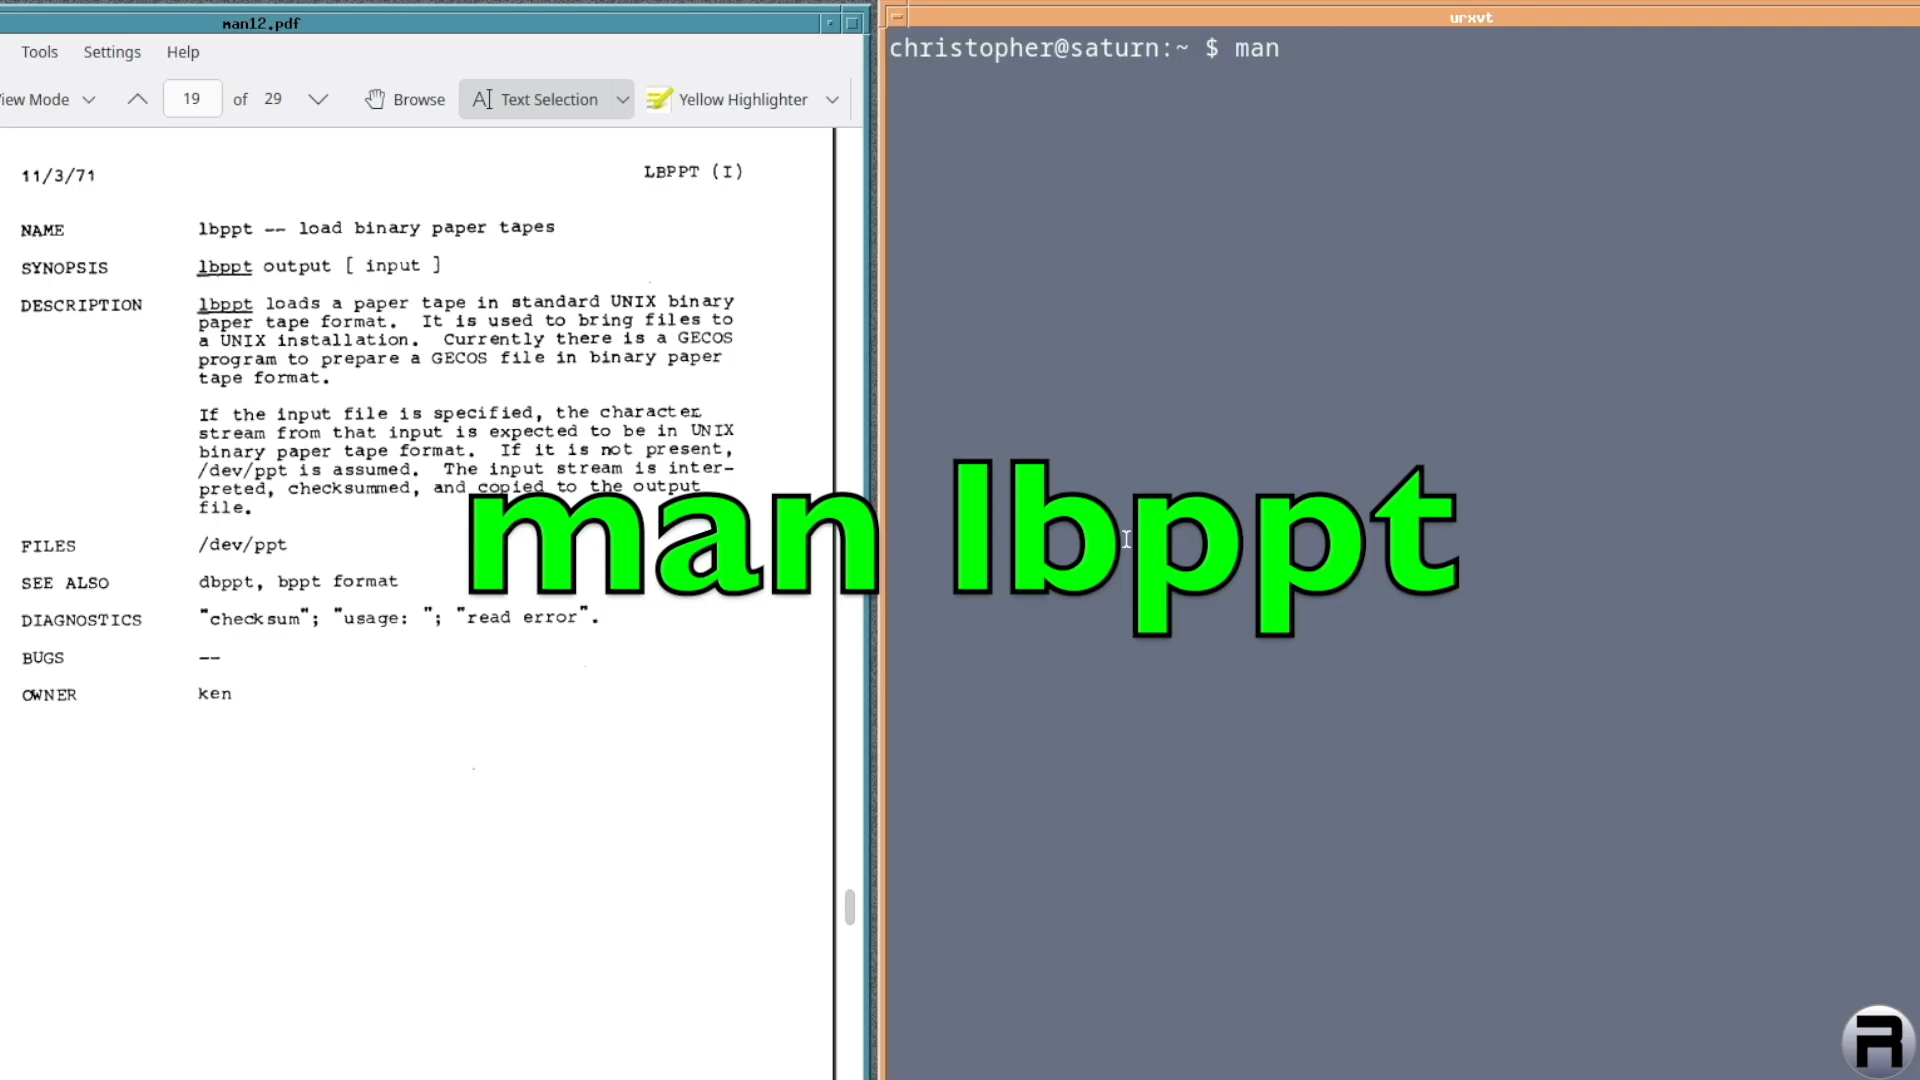 man12.pdf
Tools Settings Help
iew Mode 19 of 29 Browse Text Selection Yellow Highlighter
11/3/71 LBPPT (I)
NAME lbppt -- load binary paper tapes
SYNOPSIS lbppt output [ input ]
DESCRIPTION lbppt loads a paper tape in standard UNIX binary
paper tape format. It is used to bring files to
a UNIX installation. Currently there is a GECOS
program to prepare a GECOS file in binary paper
tape format.
If the input file is specified, the character
stream from that input is expected to be in UNIX
binary paper tape format. If it is not present,
/dev/ppt is assumed. The input stream is inter-
preted, checksummed, and copied to the output
file.
FILES /dev/ppt
SEE ALSO dbppt, bppt format
DIAGNOSTICS "checksum"; "usage: "; "read error".
BUGS --
OWNER ken
urxvt
christopher@saturn:~ $ man
man lbppt
R